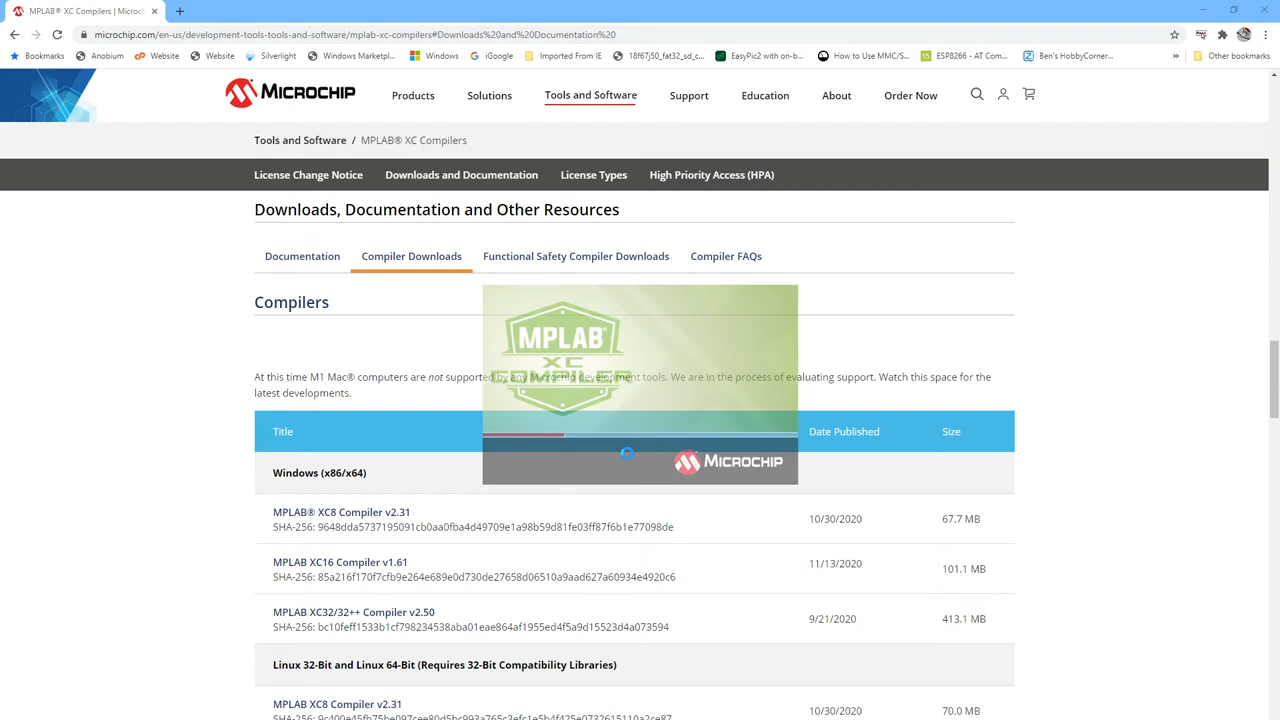 MPLAB® XC Compilers | Microc
microchip.com/en-us/development-tools-tools-and-software/mplab-xc-compilers#Downloads%20and%20Documentation%20
Bookmarks Anobium Website Website Silverlight Windows Marketpl... Windows iGoogle Imported From IE 18f67j50_fat32_sd_c... EasyPic2 with on-b... How to Use MMC/S... ESP8266 - AT Com... Ben's HobbyCorner... » Other bookmarks
MICROCHIP Products Solutions Tools and Software Support Education About Order Now
Tools and Software / MPLAB® XC Compilers
License Change Notice Downloads and Documentation License Types High Priority Access (HPA)
Downloads, Documentation and Other Resources
Documentation Compiler Downloads Functional Safety Compiler Downloads Compiler FAQs
Compilers
MPLAB®
XC
COMPILER
At this time M1 Mac® computers are not supported by any Microchip development tools. We are in the process of evaluating support. Watch this space for the
latest developments.
Title Date Published Size
MICROCHIP
Windows (x86/x64)
MPLAB® XC8 Compiler v2.31
SHA-256: 9648dda5737195091cb0aa0fba4d49709e1a98b59d81fe03ff87f6b1e77098de
10/30/2020 67.7 MB
MPLAB XC16 Compiler v1.61
SHA-256: 85a216f170f7cfb9e264e689e0d730de27658d06510a9aad627a60934e4920c6
11/13/2020 101.1 MB
MPLAB XC32/32++ Compiler v2.50
SHA-256: bc10feff1533b1cf798234538aba01eae864af1955ed4f5a9d15523d4a073594
9/21/2020 413.1 MB
Linux 32-Bit and Linux 64-Bit (Requires 32-Bit Compatibility Libraries)
MPLAB XC8 Compiler v2.31
10/30/2020 70.0 MB
SHA-256: